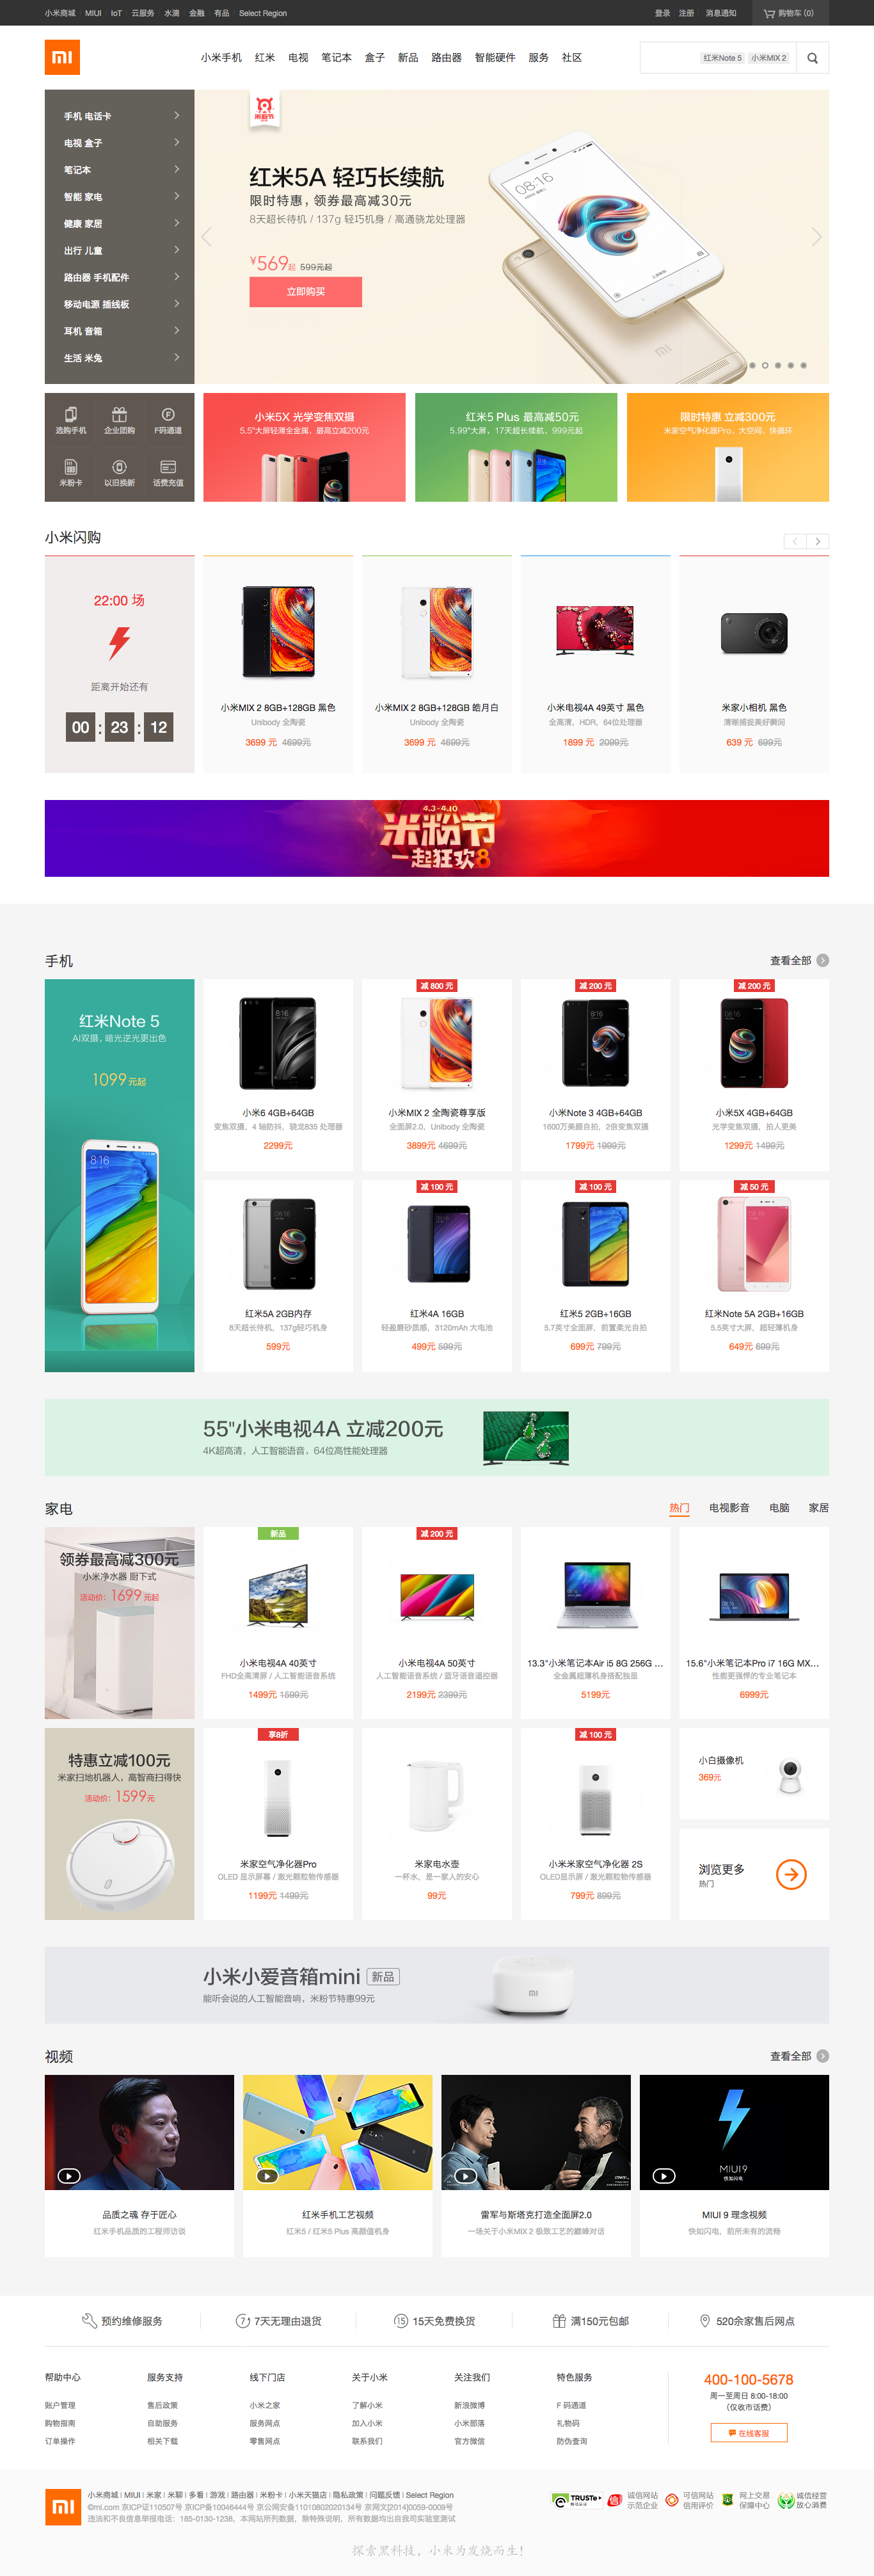 小米商城 MIUI IoT 云服务 水滴 金融 有品 Select Region
登录 注册 消息通知 购物车 (0)
小米手机 红米 电视 笔记本 盒子 新品 路由器 智能硬件 服务 社区
红米Note 5 小米MIX 2
手机 电话卡
电视 盒子
笔记本
智能 家电
健康 家居
出行 儿童
路由器 手机配件
移动电源 插线板
耳机 音箱
生活 米兔
米粉节
红米5A 轻巧长续航
限时特惠, 领券最高减30元
8天超长待机 / 137g 轻巧机身 / 高通骁龙处理器
¥569起 599元起
立即购买
选购手机 企业团购 F码通道
米粉卡 以旧换新 话费充值
小米5X 光学变焦双摄
5.5"大屏轻薄全金属，最高立减200元
红米5 Plus 最高减50元
5.99"大屏，17天超长续航，999元起
限时特惠 立减300元
米家空气净化器Pro，大空间，快循环
小米闪购
22:00 场
距离开始还有
00 : 23 : 12
小米MIX 2 8GB+128GB 黑色
Unibody 全陶瓷
3699 元 4699元
小米MIX 2 8GB+128GB 皓月白
Unibody 全陶瓷
3699 元 4699元
小米电视4A 49英寸 黑色
全高清，HDR，64位处理器
1899 元 2099元
米家小相机 黑色
清晰捕捉美好瞬间
639 元 699元
4.3-4.10
米粉节
一起狂欢8
手机
查看全部
红米Note 5
AI双摄, 暗光逆光更出色
1099元起
小米6 4GB+64GB
变焦双摄，4 轴防抖，骁龙835 处理器
2299元
减 800 元
小米MIX 2 全陶瓷尊享版
全面屏2.0，Unibody 全陶瓷
3899元 4699元
减 200 元
小米Note 3 4GB+64GB
1600万美颜自拍，2倍变焦双摄
1799元 1999元
减 200 元
小米5X 4GB+64GB
光学变焦双摄，拍人更美
1299元 1499元
红米5A 2GB内存
8天超长待机，137g轻巧机身
599元
减 100 元
红米4A 16GB
轻盈磨砂质感，3120mAh 大电池
499元 599元
减 100 元
红米5 2GB+16GB
5.7英寸全面屏，前置柔光自拍
699元 799元
减 50 元
红米Note 5A 2GB+16GB
5.5英寸大屏，超轻薄机身
649元 699元
55"小米电视4A 立减200元
4K超高清，人工智能语音，64位高性能处理器
家电
热门 电视影音 电脑 家居
领券最高减300元
小米净水器 厨下式
活动价: 1699元起
新品
小米电视4A 40英寸
FHD全高清屏 / 人工智能语音系统
1499元 1599元
减 200 元
小米电视4A 50英寸
人工智能语音系统 / 蓝牙语音遥控器
2199元 2399元
13.3"小米笔记本Air i5 8G 256G ...
全金属超薄机身搭配独显
5199元
15.6"小米笔记本Pro i7 16G MX...
性能更强悍的专业笔记本
6999元
特惠立减100元
米家扫地机器人，高智商扫得快
活动价: 1599元
享8折
米家空气净化器Pro
OLED 显示屏幕 / 激光颗粒物传感器
1199元 1499元
米家电水壶
一杯水，是一家人的安心
99元
减 100 元
小米米家空气净化器 2S
OLED显示屏 / 激光颗粒物传感器
799元 899元
小白摄像机
369元
浏览更多
热门
小米小爱音箱mini 新品
能听会说的人工智能音响，米粉节特惠99元
视频
查看全部
MIUI9
快如闪电
品质之魂 存于匠心
红米手机品质的工程师访谈
红米手机工艺视频
红米5 / 红米5 Plus 高颜值机身
雷军与斯塔克打造全面屏2.0
一场关于小米MIX 2 极致工艺的巅峰对话
MIUI 9 理念视频
快如闪电，前所未有的流畅
预约维修服务 7天无理由退货 15天免费换货 满150元包邮 520余家售后网点
帮助中心 服务支持 线下门店 关于小米 关注我们 特色服务
账户管理 售后政策 小米之家 了解小米 新浪微博 F 码通道
购物指南 自助服务 服务网点 加入小米 小米部落 礼物码
订单操作 相关下载 零售网点 联系我们 官方微信 防伪查询
400-100-5678
周一至周日 8:00-18:00
（仅收市话费）
在线客服
小米商城 | MIUI | 米家 | 米聊 | 多看 | 游戏 | 路由器 | 米粉卡 | 小米天猫店 | 隐私政策 | 问题反馈 | Select Region
©mi.com 京ICP证110507号 京ICP备10046444号 京公网安备11010802020134号 京网文[2014]0059-0009号
违法和不良信息举报电话：185-0130-1238，本网站所列数据，除特殊说明，所有数据均出自我司实验室测试
TRUSTe
诚信网站
示范企业
可信网站
信用评价
网上交易
保障中心
诚信经营
放心消费
探索黑科技，小米为发烧而生！